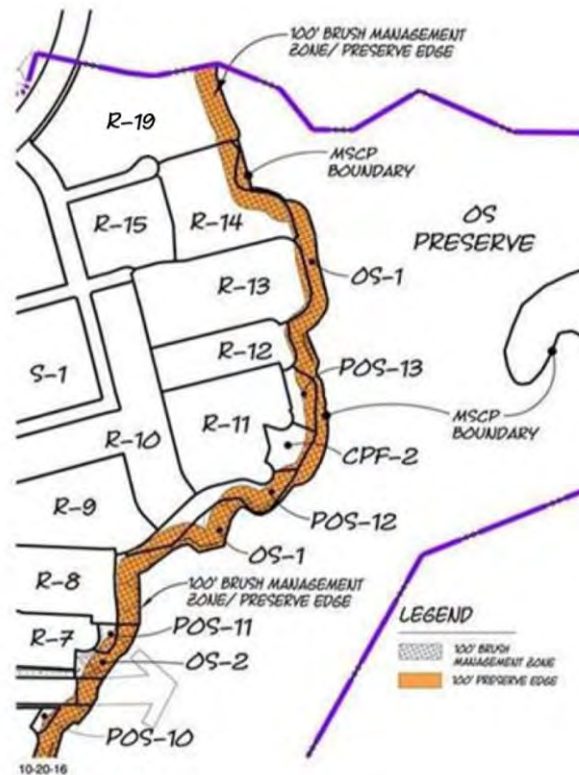 100' BRUSH MANAGEMENT
ZONE/ PRESERVE EDGE
R-19
MSCP
BOUNDARY
R-15
R-14
OS
PRESERVE
R-13
OS-1
R-12
S-1
POS-13
R-11
R-10
MSCP
BOUNDARY
CPF-2
R-9
POS-12
OS-1
R-8
100' BRUSH MANAGEMENT
ZONE/ PRESERVE EDGE
R-7
POS-11
OS-2
POS-10
LEGEND
100' BRUSH
MANAGEMENT ZONE
100' PRESERVE EDGE
10-20-16